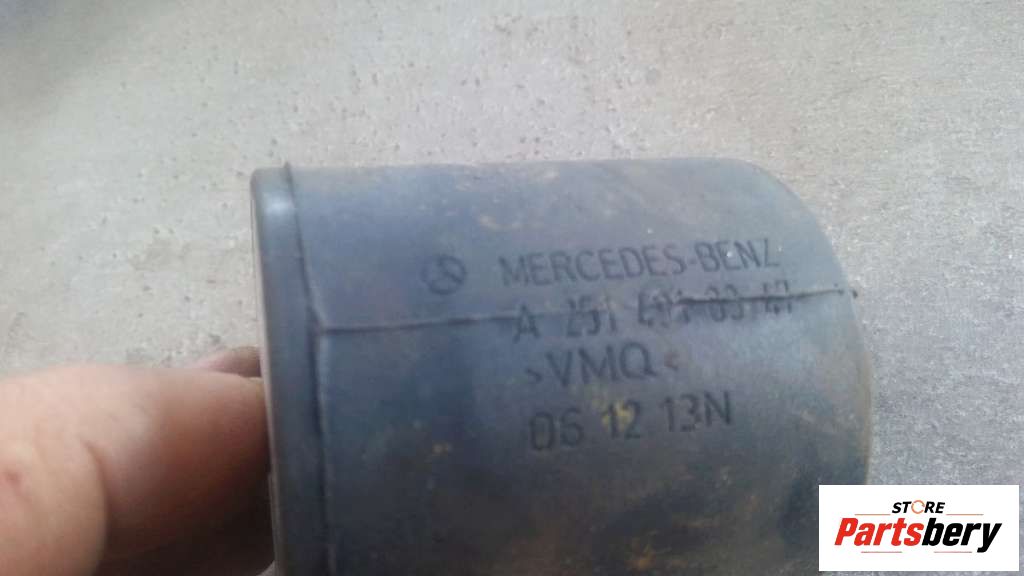 MERCEDES-BENZ
A 251
>VMQ<
06 12 13N
STORE
Partsbery